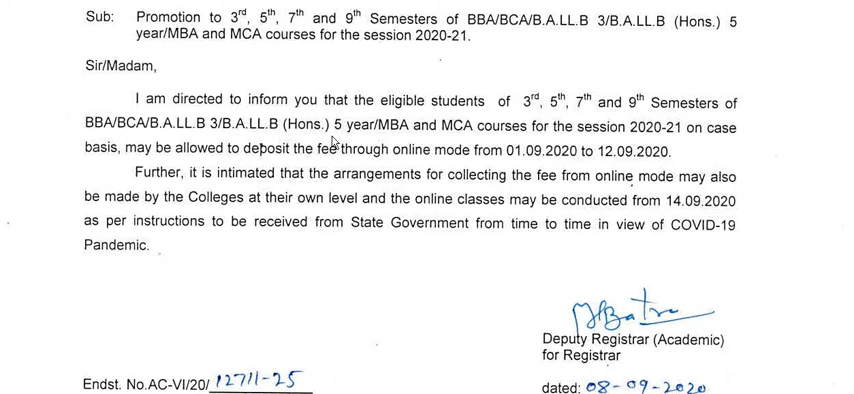 Sub: Promotion to 3rd, 5th, 7th and 9th Semesters of BBA/BCA/B.A.LL.B 3/B.A.LL.B (Hons.) 5
year/MBA and MCA courses for the session 2020-21.
Sir/Madam,
I am directed to inform you that the eligible students of 3rd, 5th, 7th and 9th Semesters of
BBA/BCA/B.A.LL.B 3/B.A.LL.B (Hons.) 5 year/MBA and MCA courses for the session 2020-21 on case
basis, may be allowed to deposit the fee through online mode from 01.09.2020 to 12.09.2020.
Further, it is intimated that the arrangements for collecting the fee from online mode may also
be made by the Colleges at their own level and the online classes may be conducted from 14.09.2020
as per instructions to be received from State Government from time to time in view of COVID-19
Pandemic.
Deputy Registrar (Academic)
for Registrar
Endst. No.AC-VI/20/ 12711-25
dated: 08-09-2020